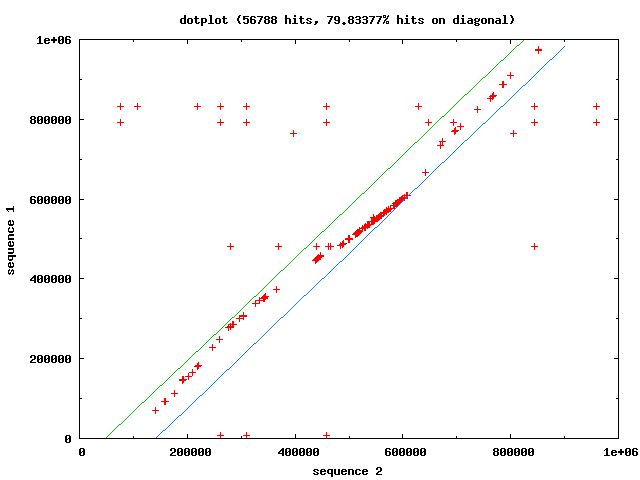 dotplot (56788 hits, 79.83377% hits on diagonal)
1e+06
800000
600000
400000
200000
0
sequence 1
0 200000 400000 600000 800000 1e+06
sequence 2